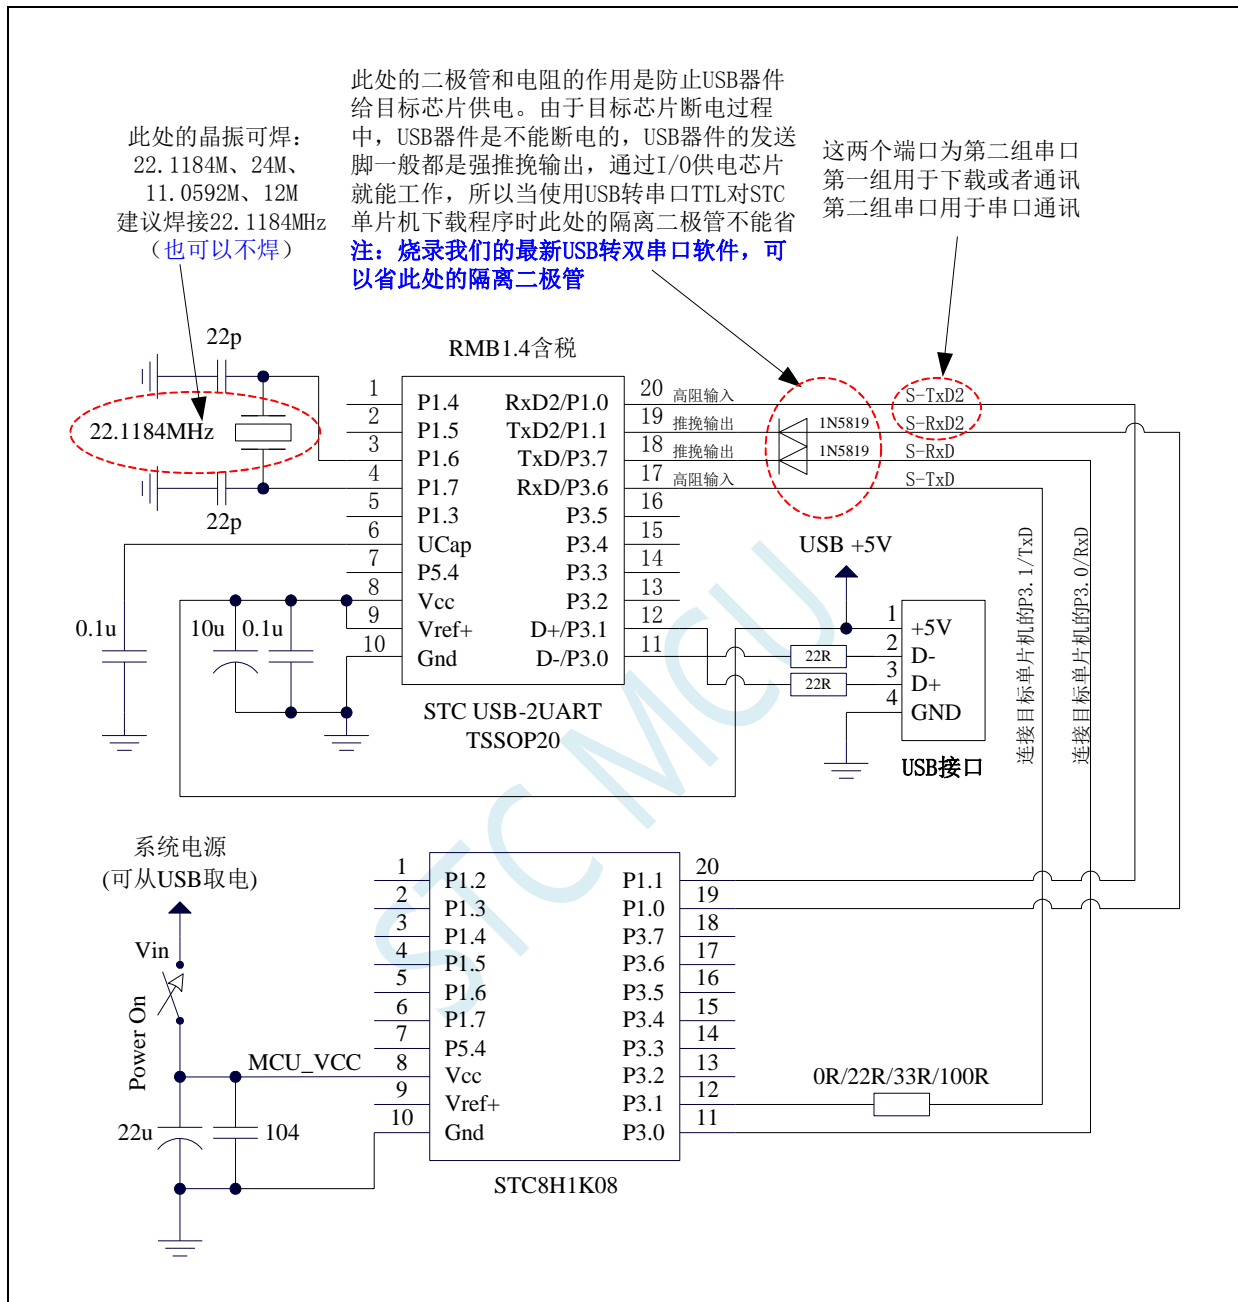 此处的二极管和电阻的作用是防止USB器件
给目标芯片供电。由于目标芯片断电过程
中，USB器件是不能断电的，USB器件的发送
脚一般都是强推挽输出，通过I/O供电芯片
就能工作，所以当使用USB转串口TTL对STC
单片机下载程序时此处的隔离二极管不能省
注：烧录我们的最新USB转双串口软件，可
以省此处的隔离二极管
此处的晶振可焊：
22.1184M、24M、
11.0592M、12M
建议焊接22.1184MHz
（也可以不焊）
这两个端口为第二组串口
第一组用于下载或者通讯
第二组串口用于串口通讯
22p
22.1184MHz
22p
RMB1.4含税
1 P1.4
2 P1.5
3 P1.6
4 P1.7
5 P1.3
6 UCap
7 P5.4
8 Vcc
9 Vref+
10 Gnd
RxD2/P1.0 20 高阻输入 S-TxD2
TxD2/P1.1 19 推挽输出 1N5819 S-RxD2
TxD/P3.7 18 推挽输出 1N5819 S-RxD
RxD/P3.6 17 高阻输入 S-TxD
P3.5 16
P3.4 15
P3.3 14
P3.2 13
D+/P3.1 12
D-/P3.0 11
STC USB-2UART
TSSOP20
0.1u
10u
0.1u
USB +5V
22R
22R
1 +5V
2 D-
3 D+
4 GND
USB接口
连接目标单片机的P3.1/TxD
连接目标单片机的P3.0/RxD
STC MCU
系统电源
(可从USB取电)
Vin
Power On
MCU_VCC
22u
104
1 P1.2
2 P1.3
3 P1.4
4 P1.5
5 P1.6
6 P1.7
7 P5.4
8 Vcc
9 Vref+
10 Gnd
P1.1 20
P1.0 19
P3.7 18
P3.6 17
P3.5 16
P3.4 15
P3.3 14
P3.2 13
P3.1 12
P3.0 11
0R/22R/33R/100R
STC8H1K08